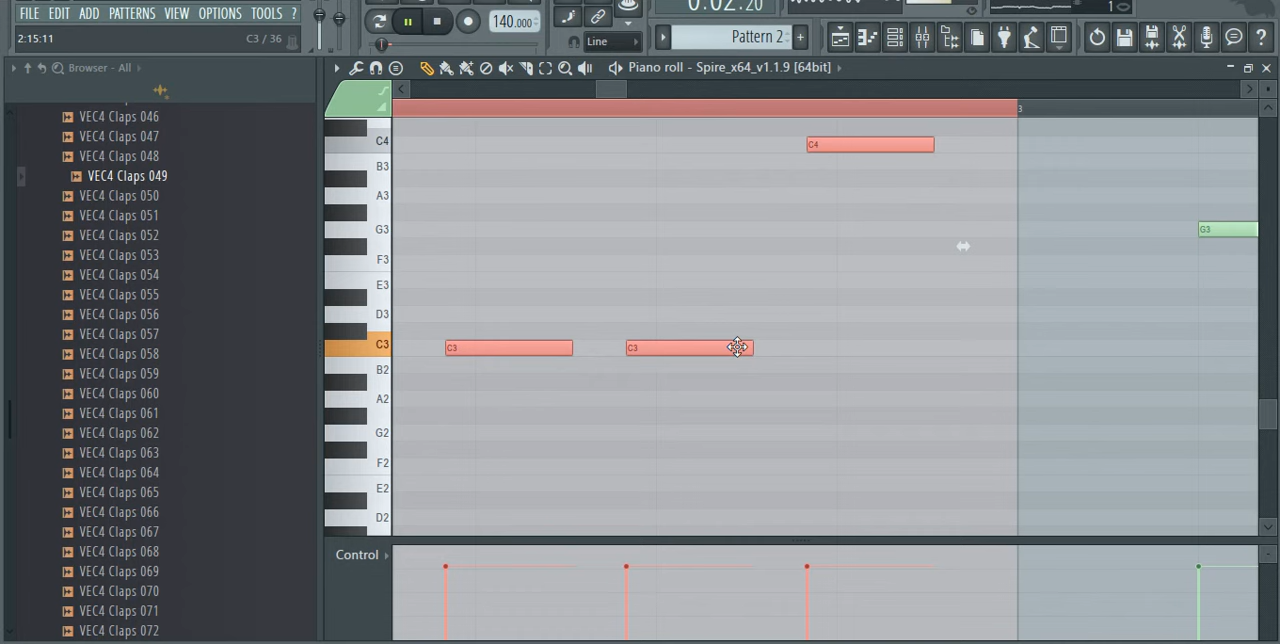 0:02.20
1
FILE EDIT ADD PATTERNS VIEW OPTIONS TOOLS ?
140.000
2:15:11
C3 / 36
Line
Pattern 2
Browser - All
Piano roll - Spire_x64_v1.1.9 [64bit]
3
VEC4 Claps 046
VEC4 Claps 047
VEC4 Claps 048
VEC4 Claps 049
VEC4 Claps 050
VEC4 Claps 051
VEC4 Claps 052
VEC4 Claps 053
VEC4 Claps 054
VEC4 Claps 055
VEC4 Claps 056
VEC4 Claps 057
VEC4 Claps 058
VEC4 Claps 059
VEC4 Claps 060
VEC4 Claps 061
VEC4 Claps 062
VEC4 Claps 063
VEC4 Claps 064
VEC4 Claps 065
VEC4 Claps 066
VEC4 Claps 067
VEC4 Claps 068
VEC4 Claps 069
VEC4 Claps 070
VEC4 Claps 071
VEC4 Claps 072
C4
C4
B3
A3
G3
G3
F3
E3
D3
C3
C3
C3
B2
A2
G2
F2
E2
D2
Control